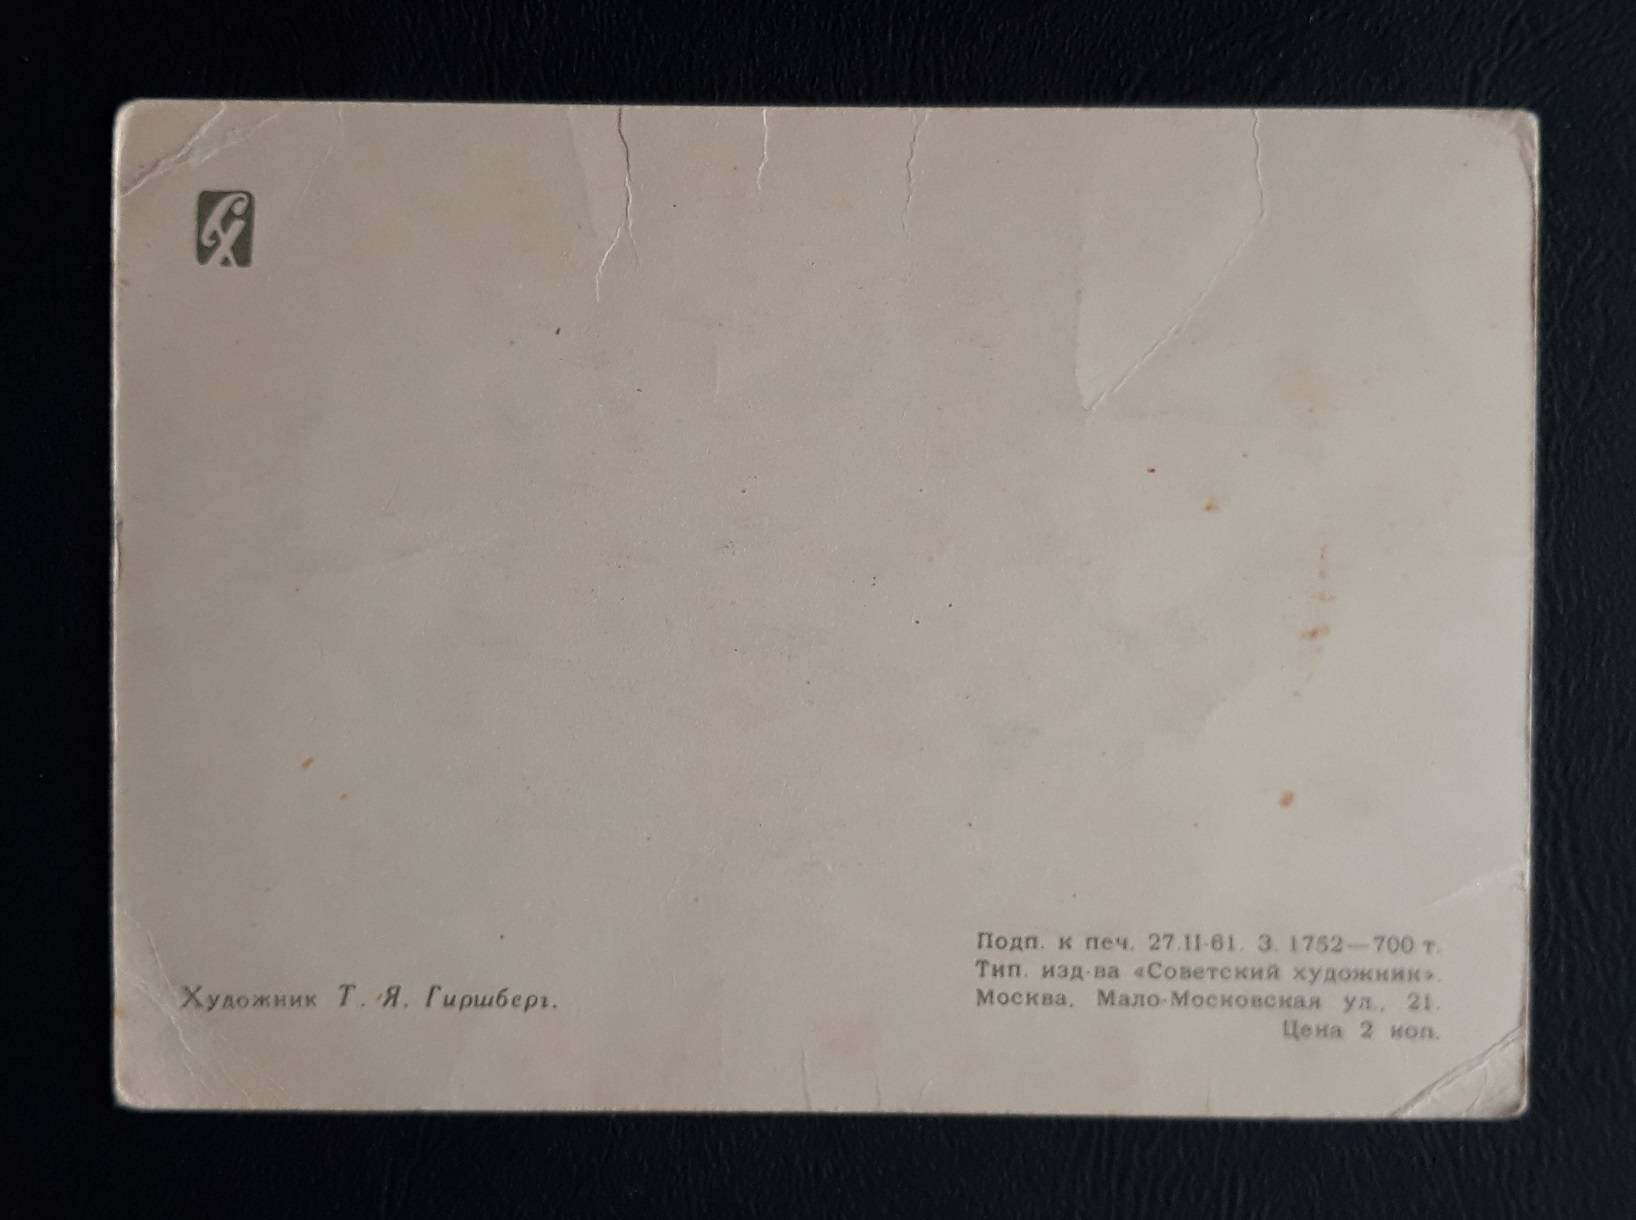 СХ
Художник Т. Я. Гиршберг.
Подп. к печ. 27.II-61. З. 1752—700 т.
Тип. изд-ва «Советский художник».
Москва, Мало-Московская ул., 21.
Цена 2 коп.